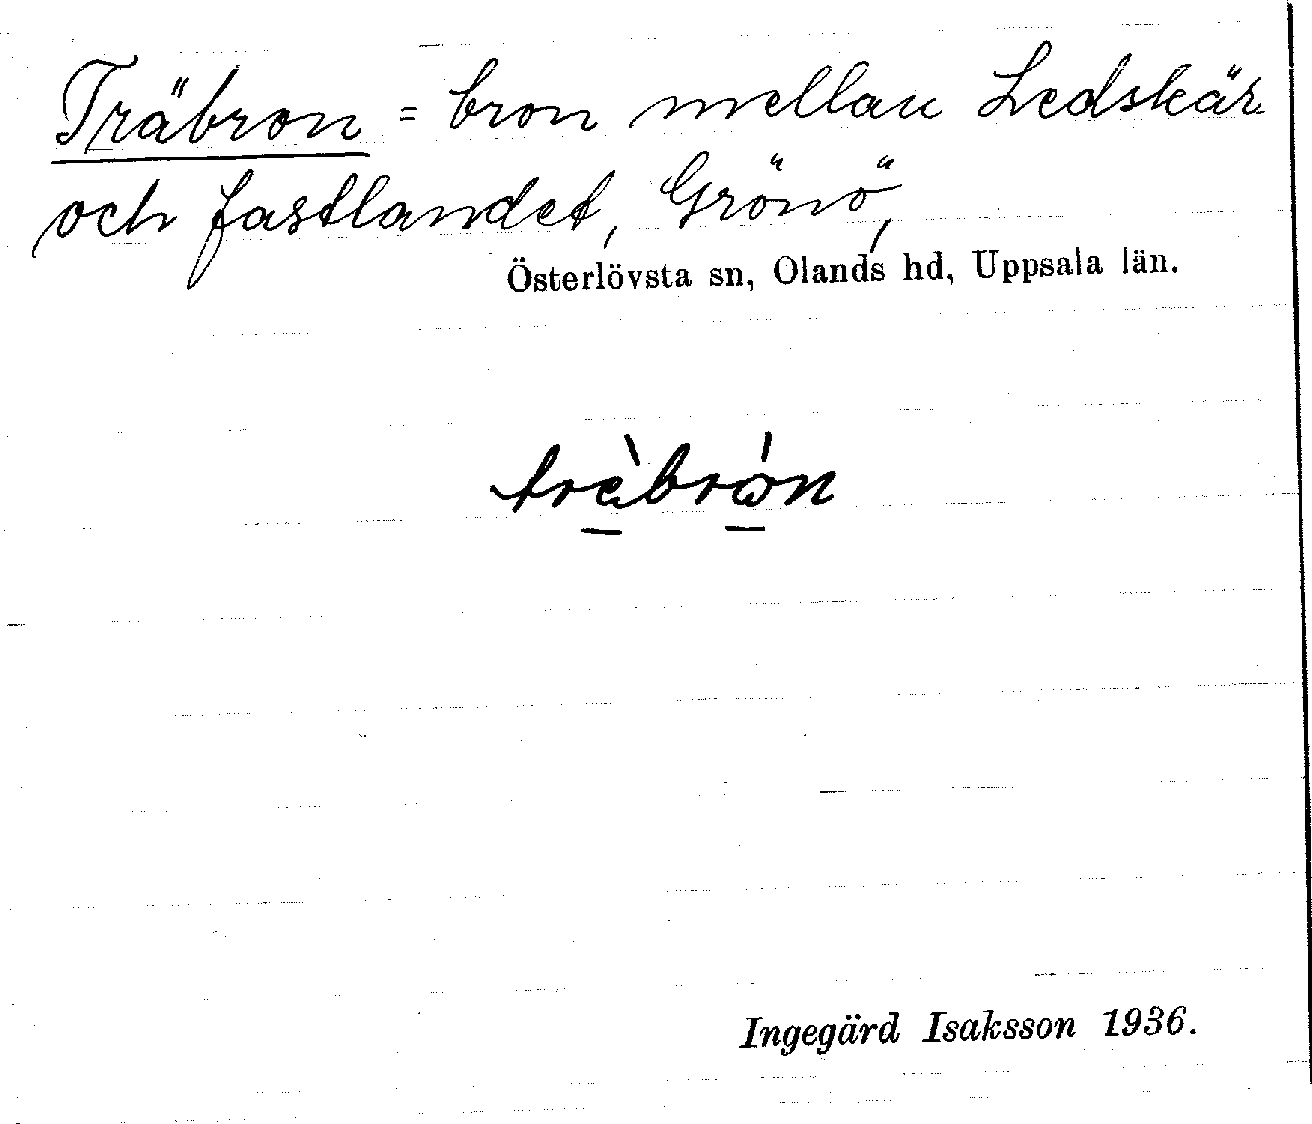 Träbron = bron mellan Ledskär
och fastlandet, Grönö,
Österlövsta sn, Olands hd, Uppsala län.
trèbrón
Ingegärd Isaksson 1936.